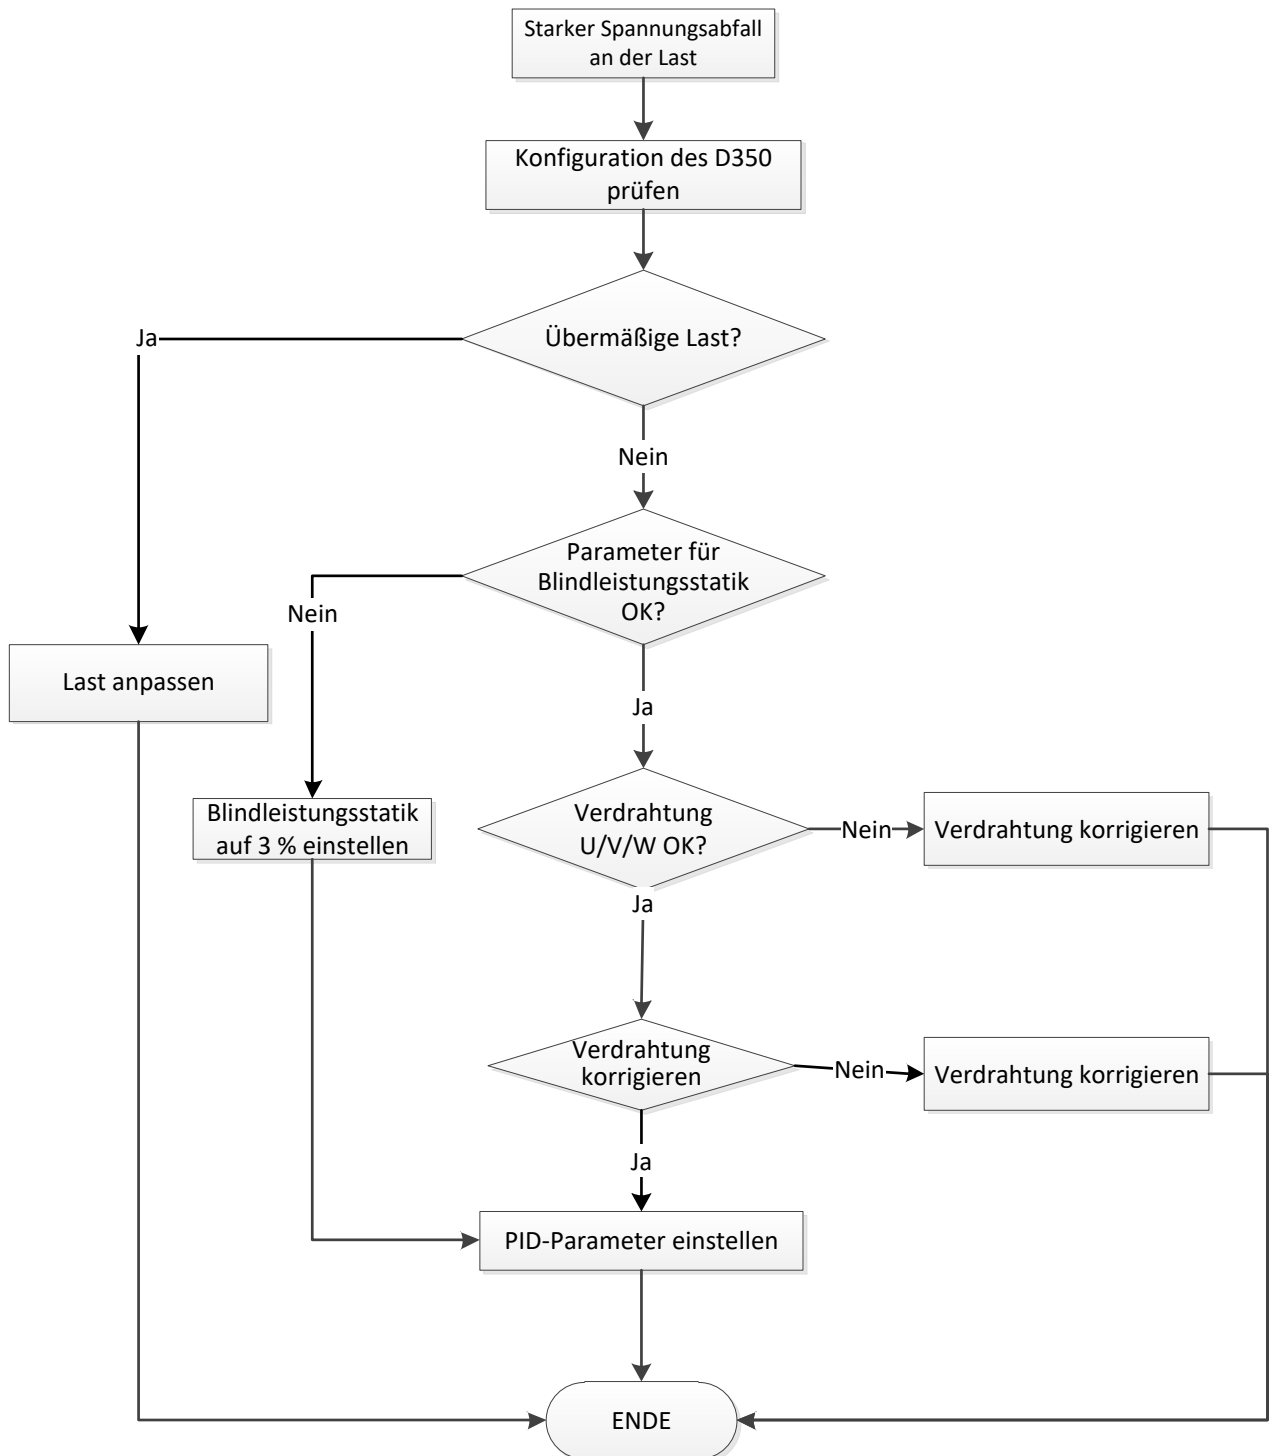 Starker Spannungsabfall
an der Last
Konfiguration des D350
prüfen
Übermäßige Last?
Ja
Nein
Parameter für
Blindleistungsstatik
OK?
Nein
Ja
Last anpassen
Blindleistungsstatik
auf 3 % einstellen
Verdrahtung
U/V/W OK?
Nein
Verdrahtung korrigieren
Ja
Verdrahtung
korrigieren
Nein
Verdrahtung korrigieren
Ja
PID-Parameter einstellen
ENDE